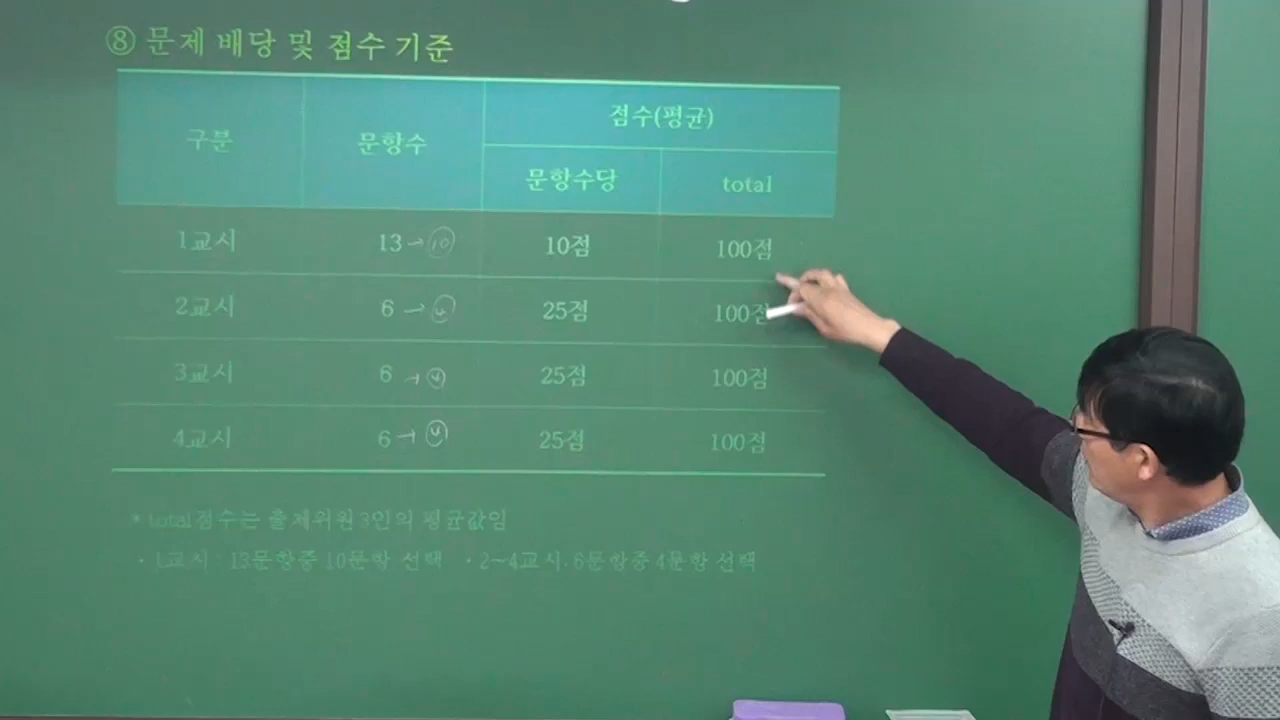 ⑧ 문제 배당 및 점수 기준
구분 문항수 점수(평균)
문항수당 total
1교시 13→⑩ 10점 100점
2교시 6→④ 25점 100점
3교시 6→④ 25점 100점
4교시 6→④ 25점 100점
* total점수는 출제위원3인의 평균값임
· 1교시 : 13문항중 10문항 선택 · 2~4교시. 6문항중 4문항 선택